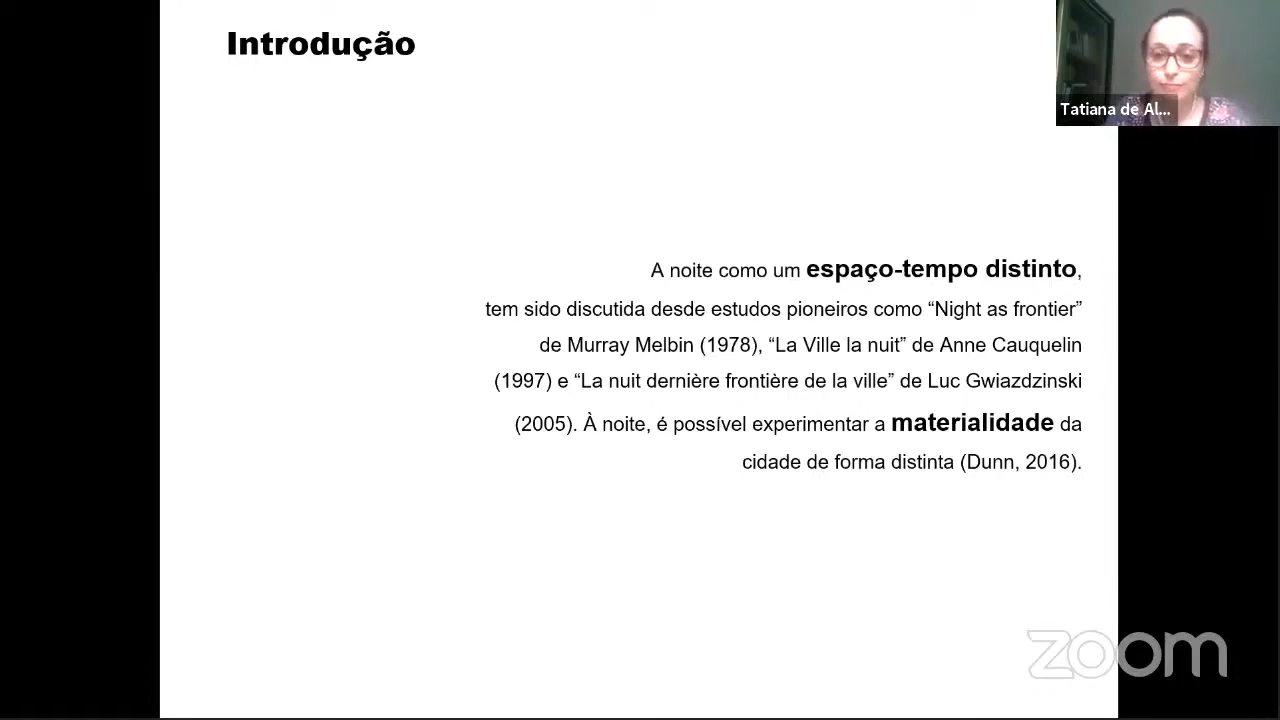 Introdução
Tatiana de Al...
A noite como um espaço-tempo distinto,
tem sido discutida desde estudos pioneiros como “Night as frontier”
de Murray Melbin (1978), “La Ville la nuit” de Anne Cauquelin
(1997) e “La nuit dernière frontière de la ville” de Luc Gwiazdzinski
(2005). À noite, é possível experimentar a materialidade da
cidade de forma distinta (Dunn, 2016).
zoom